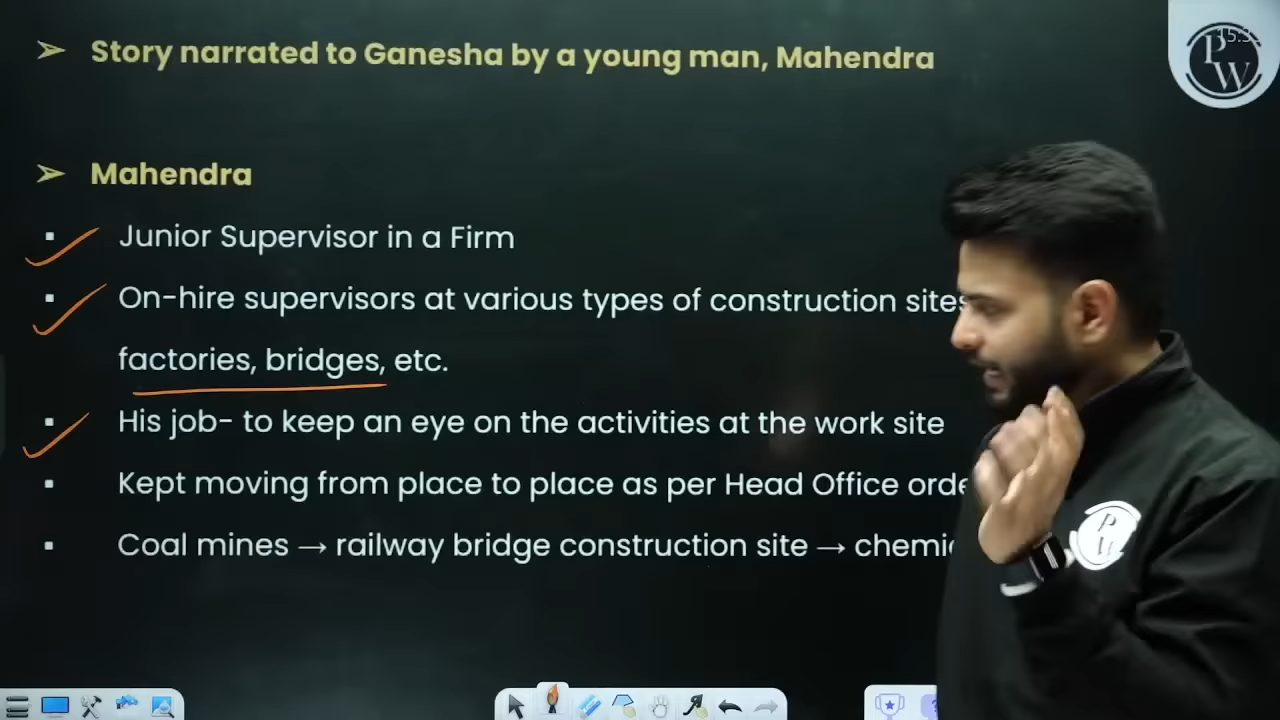 ➢ Story narrated to Ganesha by a young man, Mahendra
PW
➢ Mahendra
▪ Junior Supervisor in a Firm
▪ On-hire supervisors at various types of construction sites
factories, bridges, etc.
▪ His job- to keep an eye on the activities at the work site
▪ Kept moving from place to place as per Head Office
▪ Coal mines → railway bridge construction site →
PW